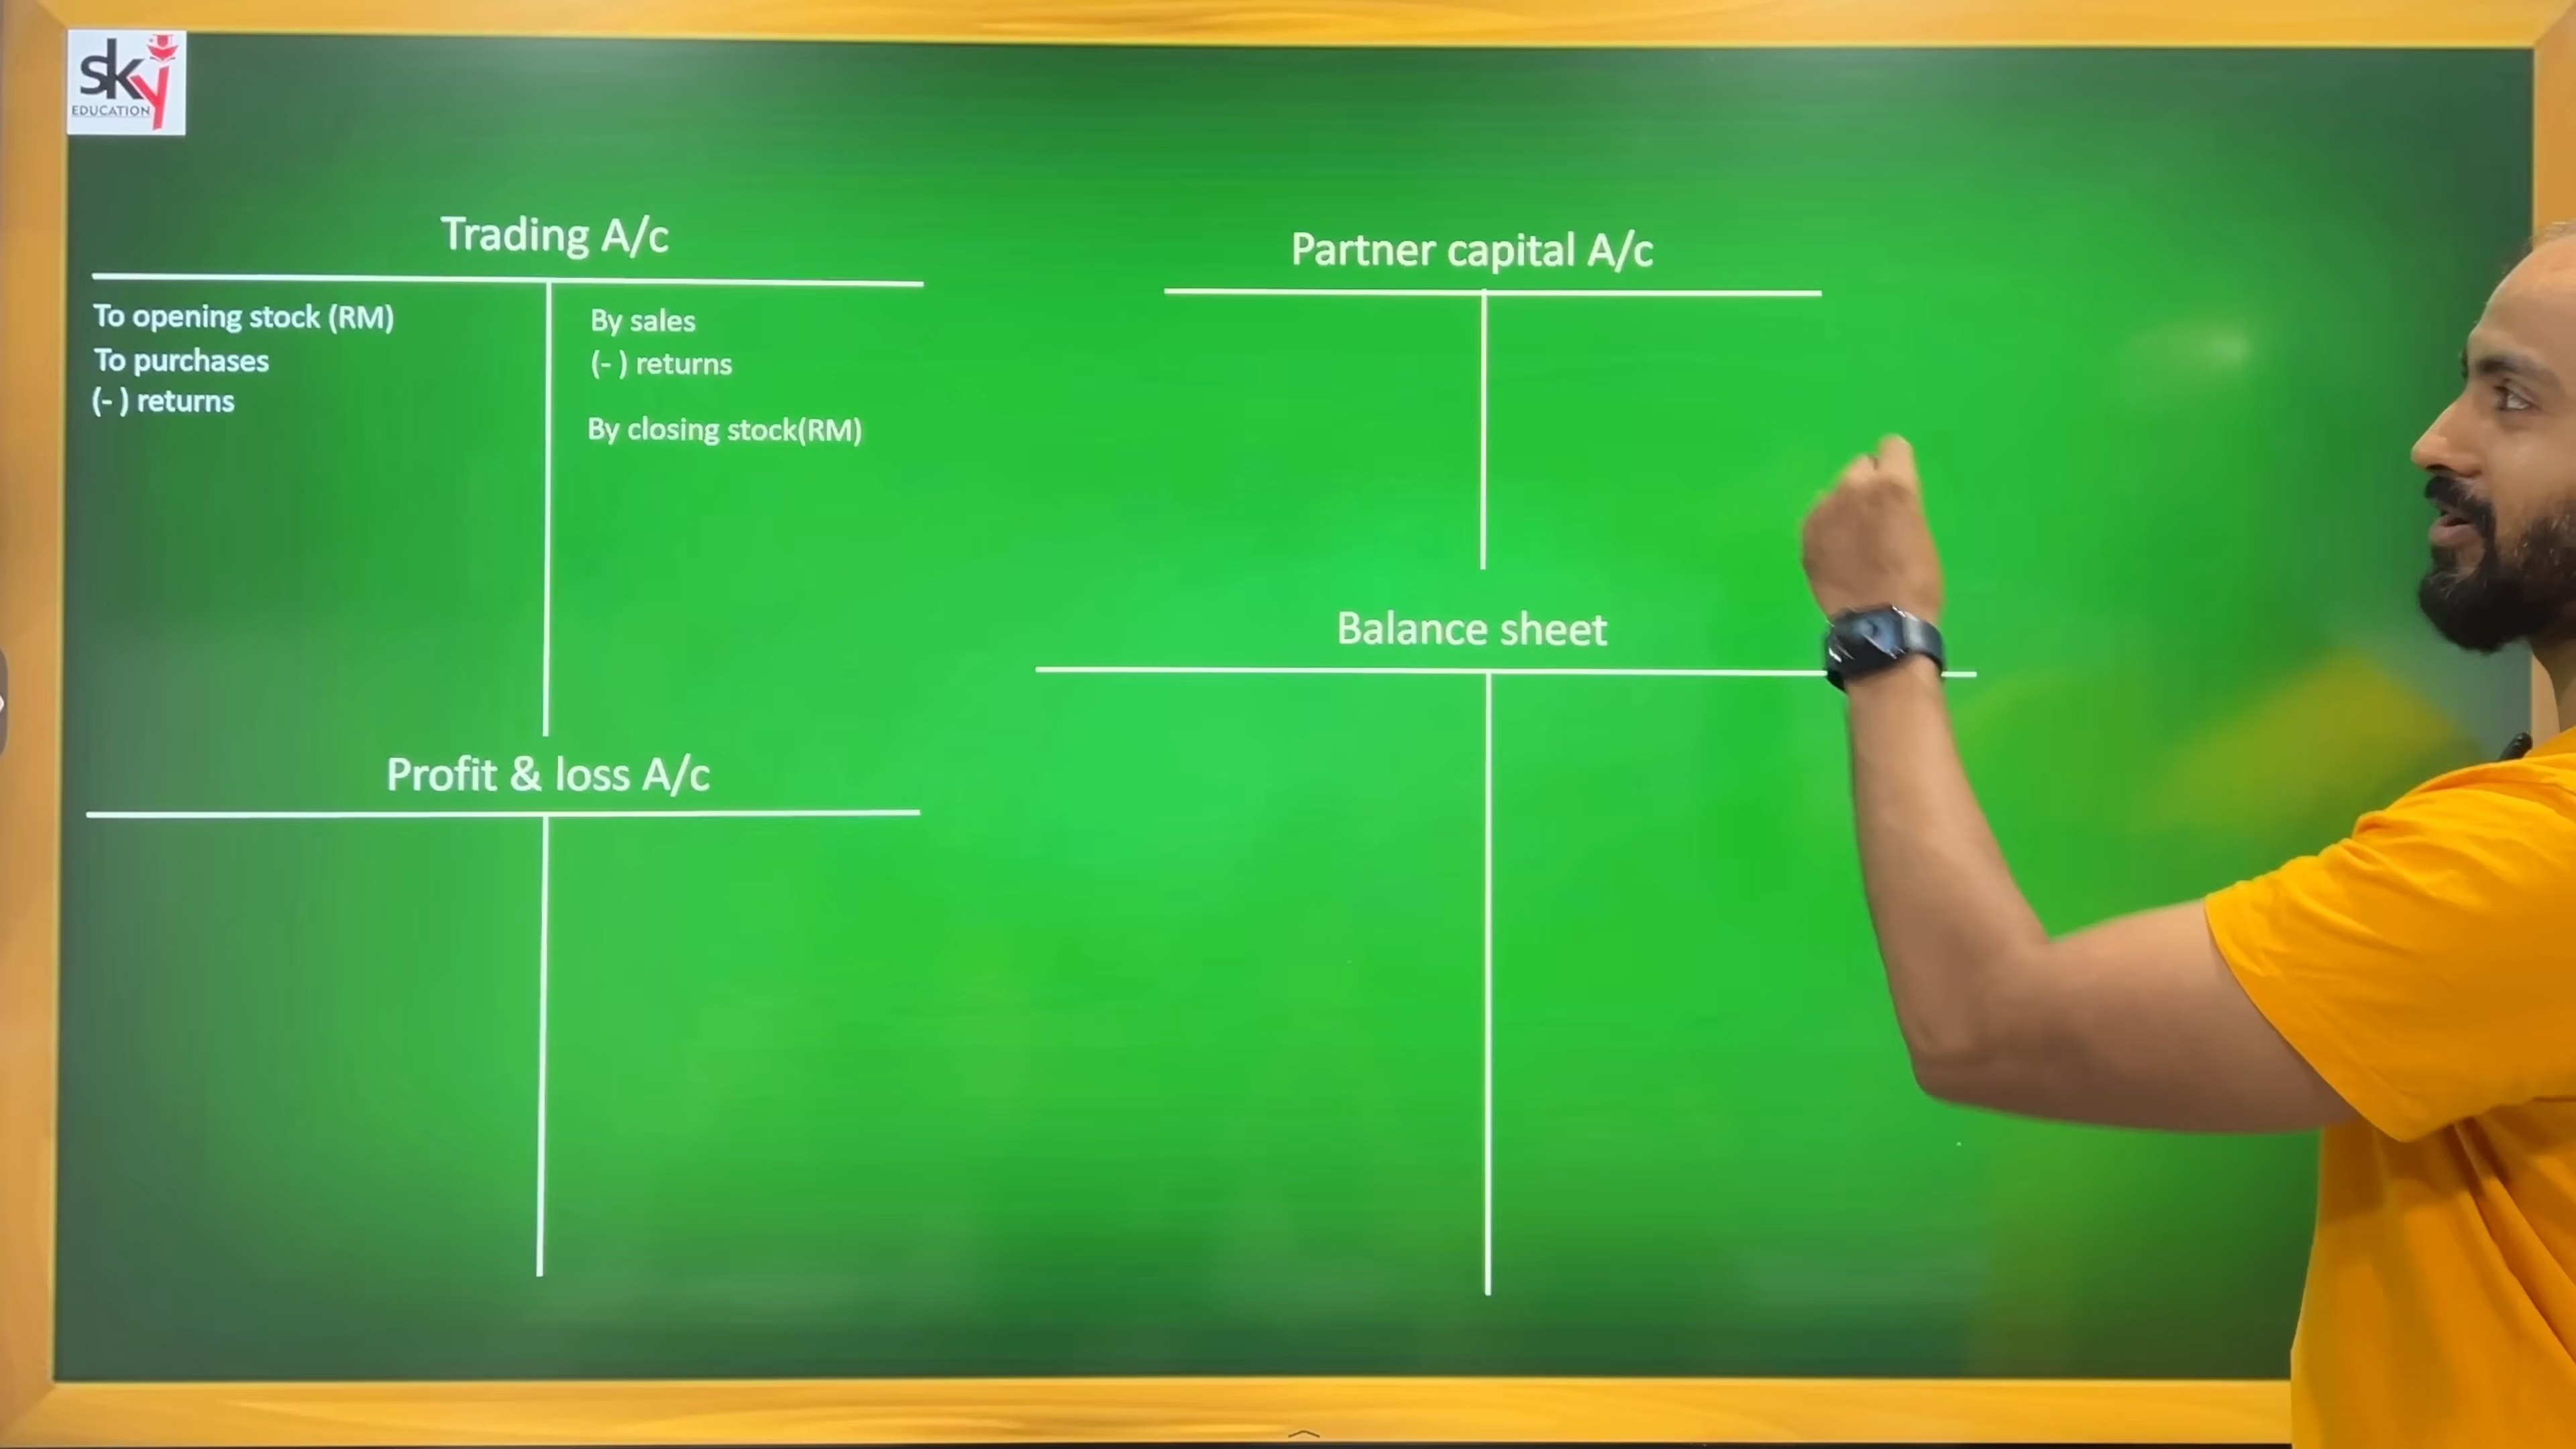 sky
EDUCATION
Trading A/c
To opening stock (RM)
To purchases
(- ) returns
By sales
(- ) returns
By closing stock(RM)
Profit & loss A/c
Partner capital A/c
Balance sheet